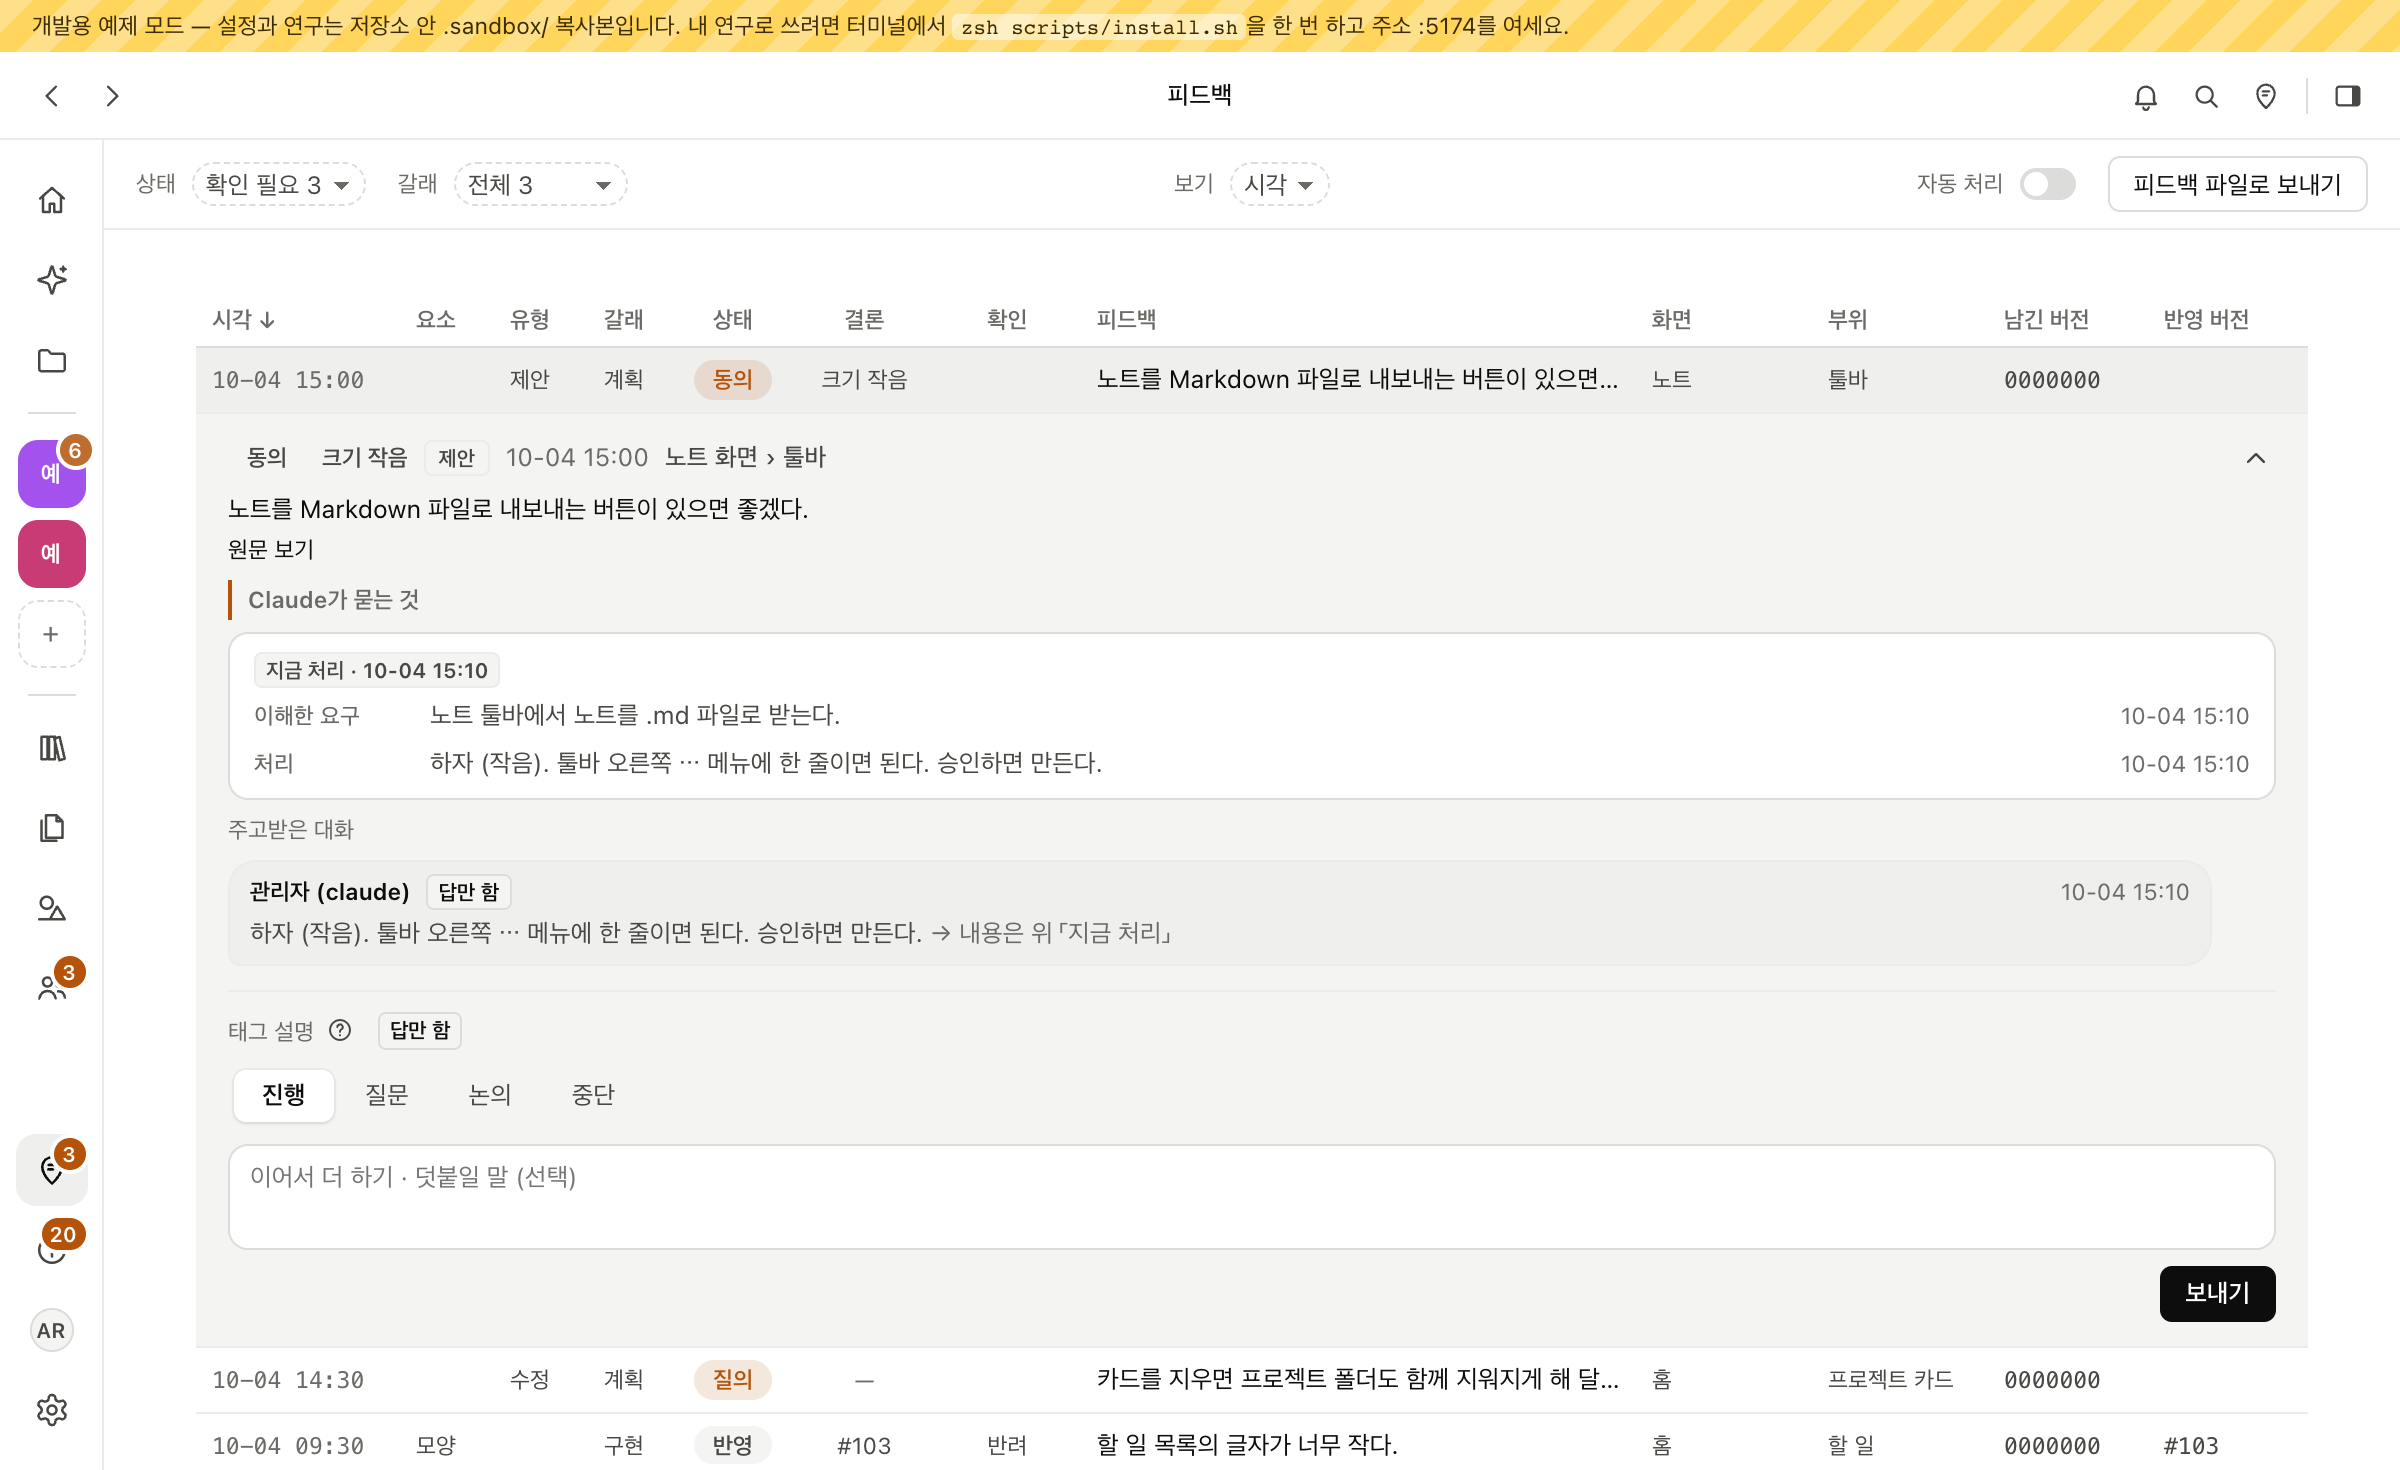 개발용 예제 모드 — 설정과 연구는 저장소 안 .sandbox/ 복사본입니다. 내 연구로 쓰려면 터미널에서 zsh scripts/install.sh을 한 번 하고 주소 :5174를 여세요.
피드백
상태 확인 필요 3 갈래 전체 3 보기 시각 자동 처리 피드백 파일로 보내기
시각 ↓ 요소 유형 갈래 상태 결론 확인 피드백 화면 부위 남긴 버전 반영 버전
10-04 15:00 제안 계획 동의 크기 작음 노트를 Markdown 파일로 내보내는 버튼이 있으면... 노트 툴바 0000000
6
예
동의 크기 작음 제안 10-04 15:00 노트 화면 › 툴바
노트를 Markdown 파일로 내보내는 버튼이 있으면 좋겠다.
원문 보기
예
Claude가 묻는 것
+
지금 처리 · 10-04 15:10
이해한 요구 노트 툴바에서 노트를 .md 파일로 받는다. 10-04 15:10
처리 하자 (작음). 툴바 오른쪽 ··· 메뉴에 한 줄이면 된다. 승인하면 만든다. 10-04 15:10
주고받은 대화
관리자 (claude) 답만 함 10-04 15:10
하자 (작음). 툴바 오른쪽 ··· 메뉴에 한 줄이면 된다. 승인하면 만든다. → 내용은 위 「지금 처리」
3
태그 설명 ? 답만 함
진행 질문 논의 중단
3
이어서 더 하기 · 덧붙일 말 (선택)
20
보내기
AR
10-04 14:30 수정 계획 질의 — 카드를 지우면 프로젝트 폴더도 함께 지워지게 해 달... 홈 프로젝트 카드 0000000
10-04 09:30 모양 구현 반영 #103 반려 할 일 목록의 글자가 너무 작다. 홈 할 일 0000000 #103